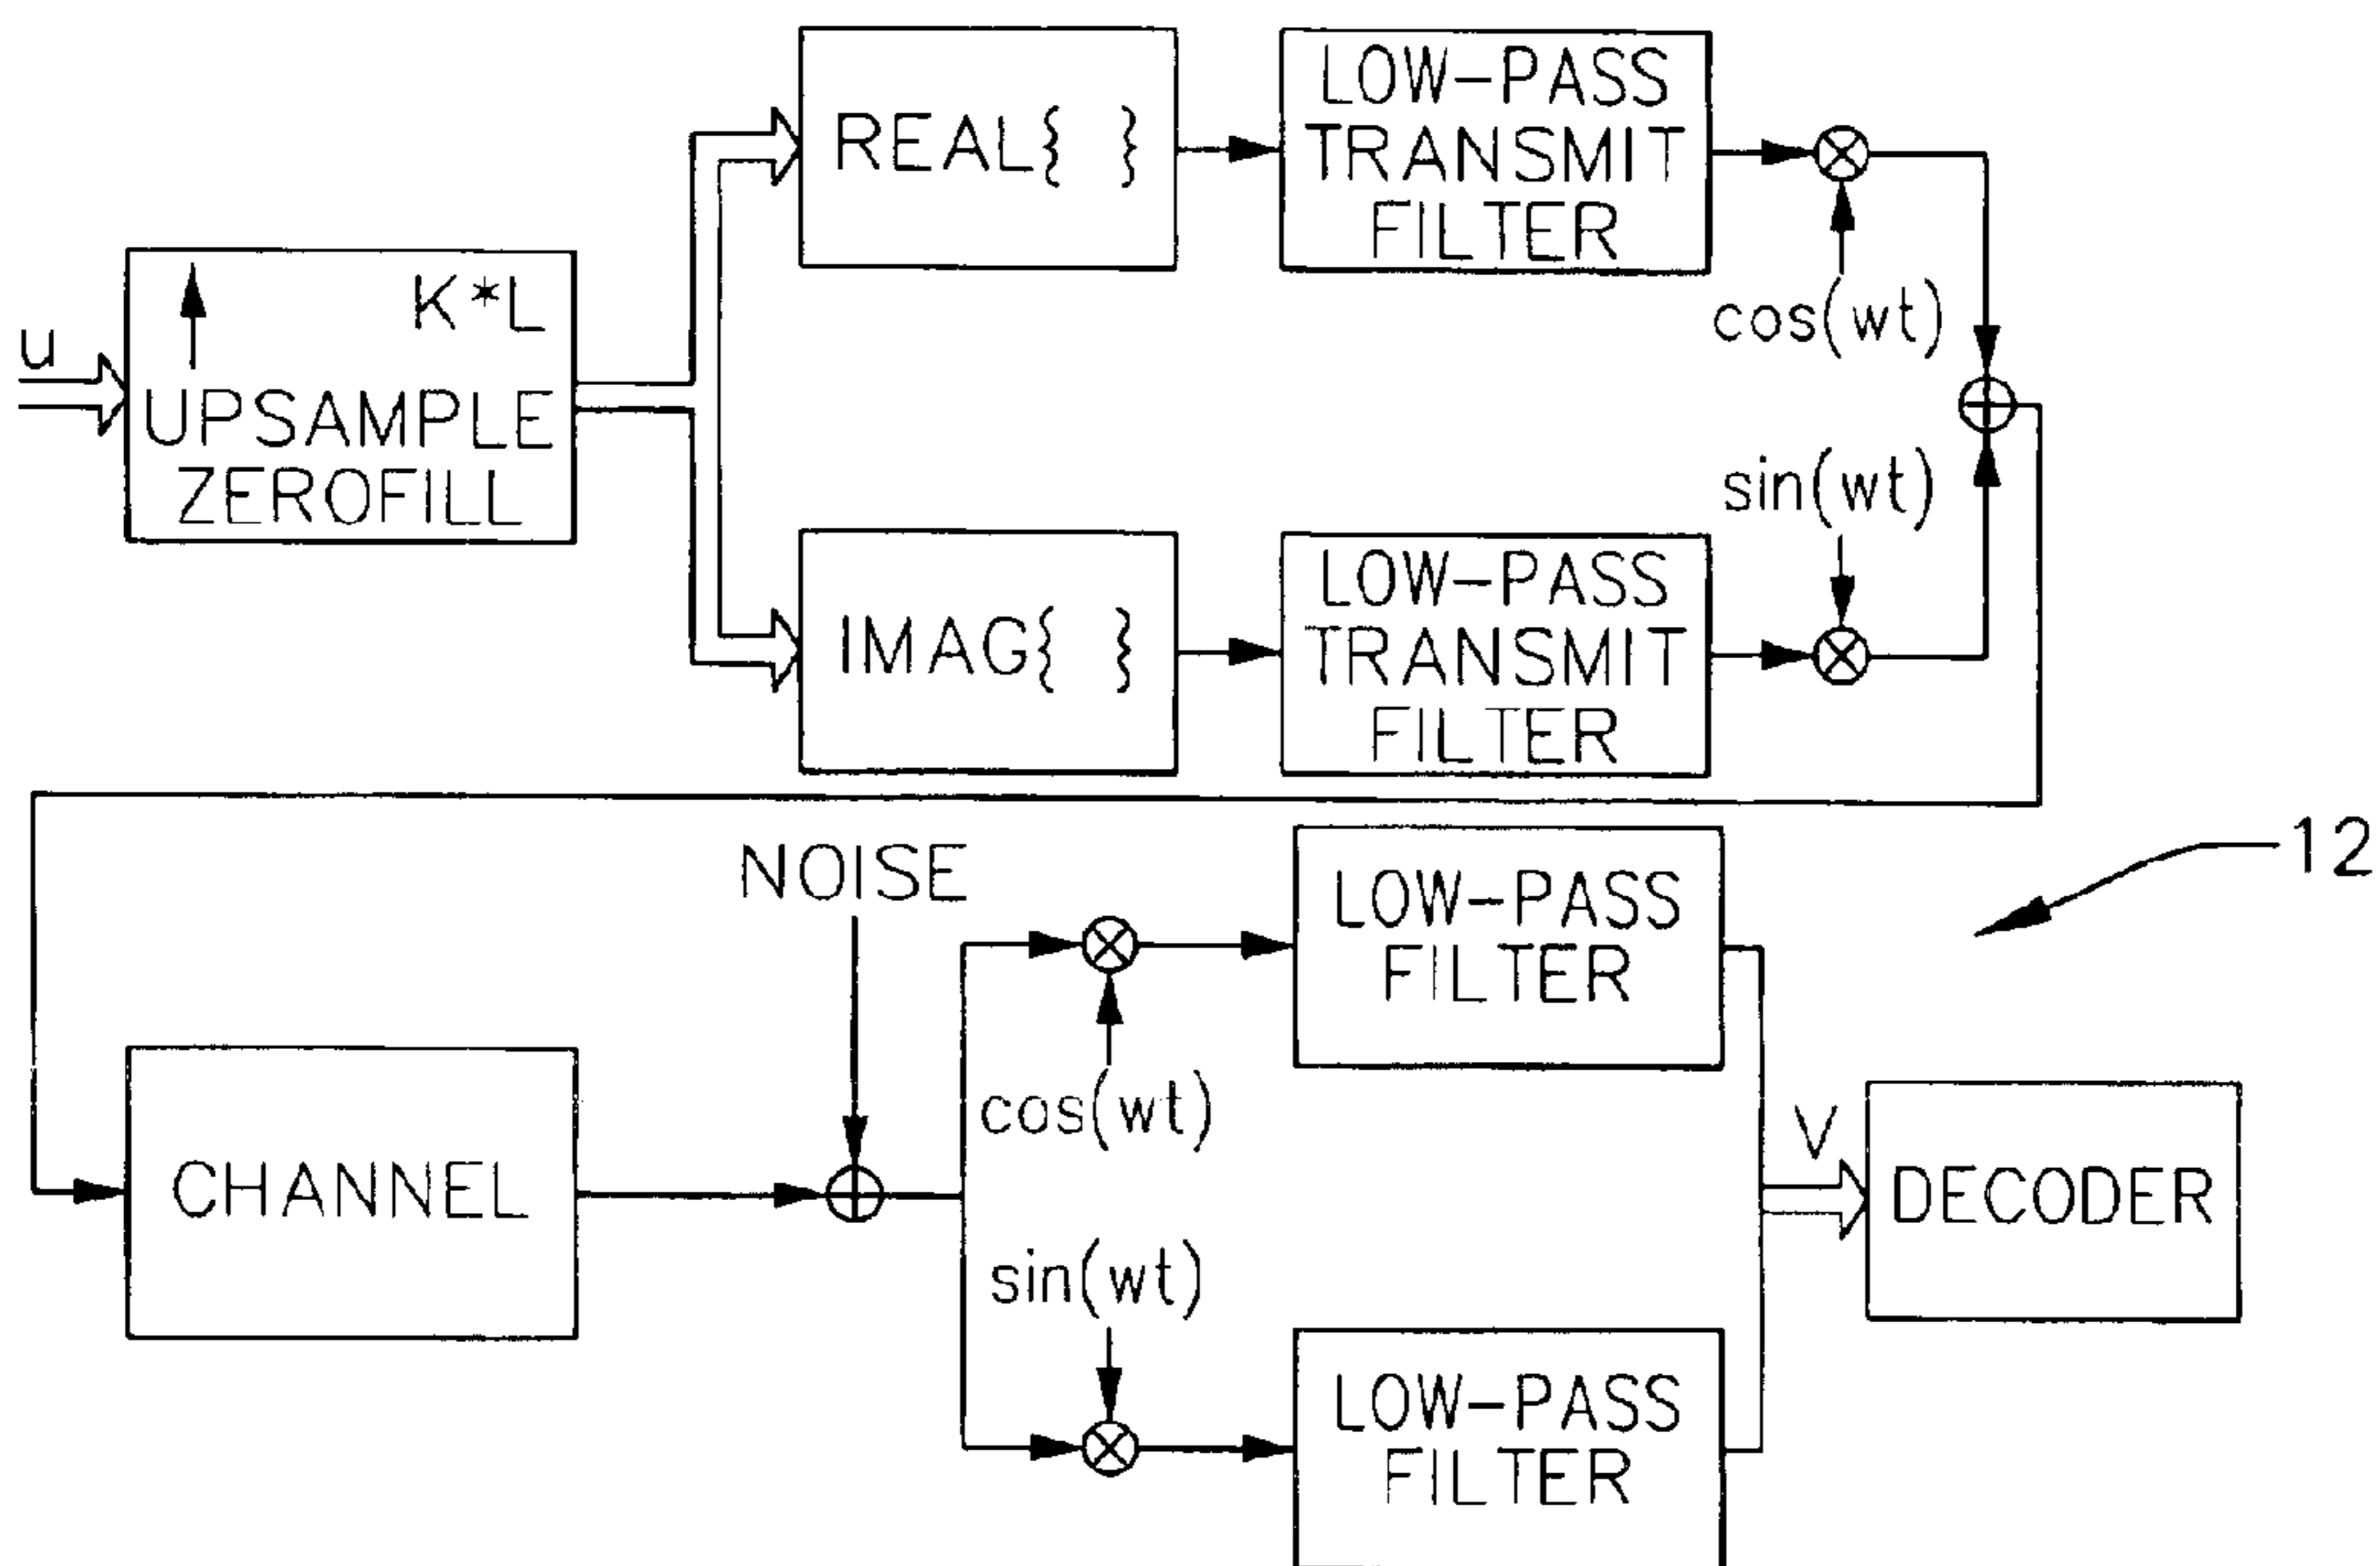 u
K*L
UPSAMPLE
ZEROFILL
REAL{ }
LOW-PASS
TRANSMIT
FILTER
cos(wt)
sin(wt)
IMAG{ }
LOW-PASS
TRANSMIT
FILTER
12
NOISE
LOW-PASS
FILTER
CHANNEL
cos(wt)
sin(wt)
V
DECODER
LOW-PASS
FILTER